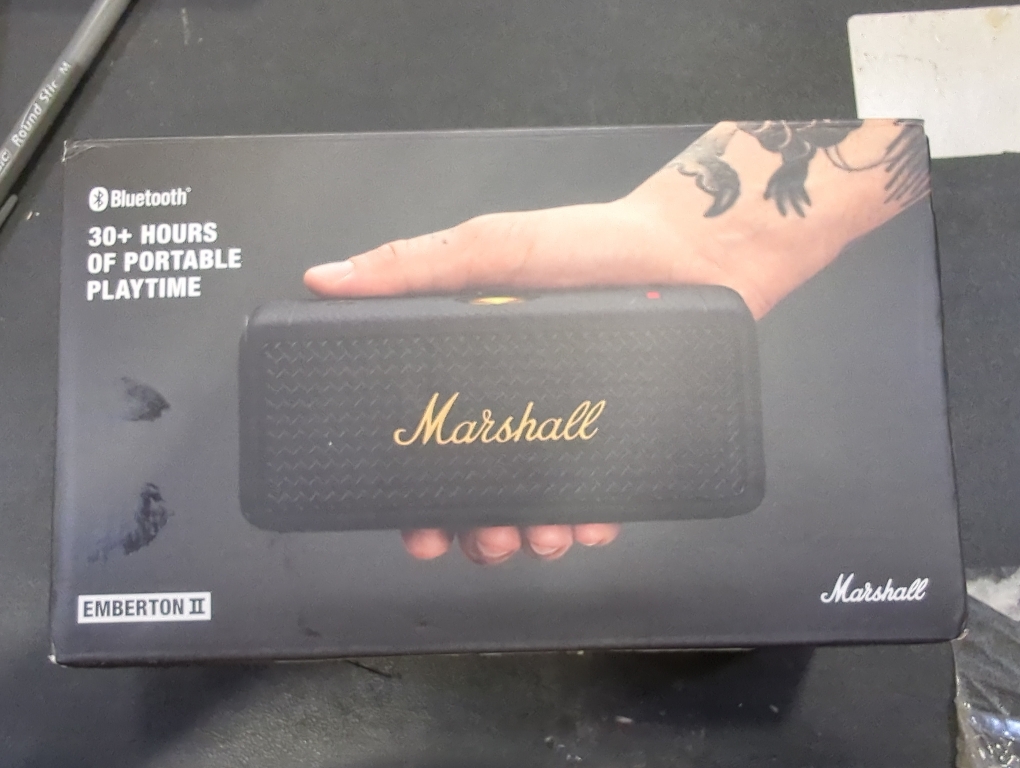 Round Stic M
Bluetooth®
30+ HOURS
OF PORTABLE
PLAYTIME
Marshall
EMBERTON II
Marshall